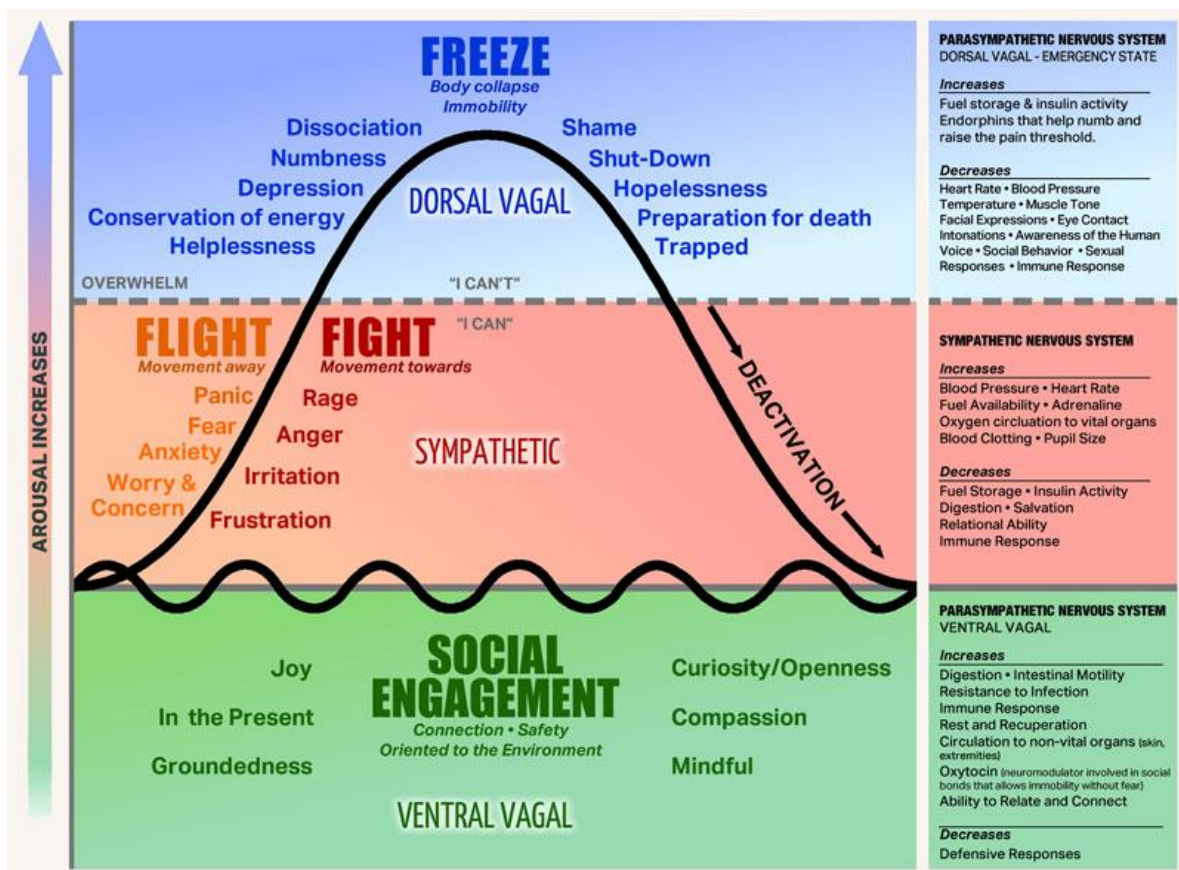 AROUSAL INCREASES
FREEZE
Body collapse
Immobility
Dissociation
Numbness
Depression
Conservation of energy
Helplessness
Shame
Shut-Down
Hopelessness
Preparation for death
Trapped
DORSAL VAGAL
OVERWHELM
"I CAN'T"
"I CAN"
FLIGHT
Movement away
Panic
Fear
Anxiety
Worry &
Concern
FIGHT
Movement towards
Rage
Anger
Irritation
Frustration
SYMPATHETIC
DEACTIVATION
SOCIAL
ENGAGEMENT
Connection • Safety
Oriented to the Environment
Joy
In the Present
Groundedness
Curiosity/Openness
Compassion
Mindful
VENTRAL VAGAL
PARASYMPATHETIC NERVOUS SYSTEM
DORSAL VAGAL - EMERGENCY STATE
Increases
Fuel storage & insulin activity
Endorphins that help numb and
raise the pain threshold.
Decreases
Heart Rate • Blood Pressure
Temperature • Muscle Tone
Facial Expressions • Eye Contact
Intonations • Awareness of the Human
Voice • Social Behavior • Sexual
Responses • Immune Response
SYMPATHETIC NERVOUS SYSTEM
Increases
Blood Pressure • Heart Rate
Fuel Availability • Adrenaline
Oxygen circluation to vital organs
Blood Clotting • Pupil Size
Decreases
Fuel Storage • Insulin Activity
Digestion • Salvation
Relational Ability
Immune Response
PARASYMPATHETIC NERVOUS SYSTEM
VENTRAL VAGAL
Increases
Digestion • Intestinal Motility
Resistance to Infection
Immune Response
Rest and Recuperation
Circulation to non-vital organs (skin,
extremities)
Oxytocin (neuromodulator involved in social
bonds that allows immobility without fear)
Ability to Relate and Connect
Decreases
Defensive Responses